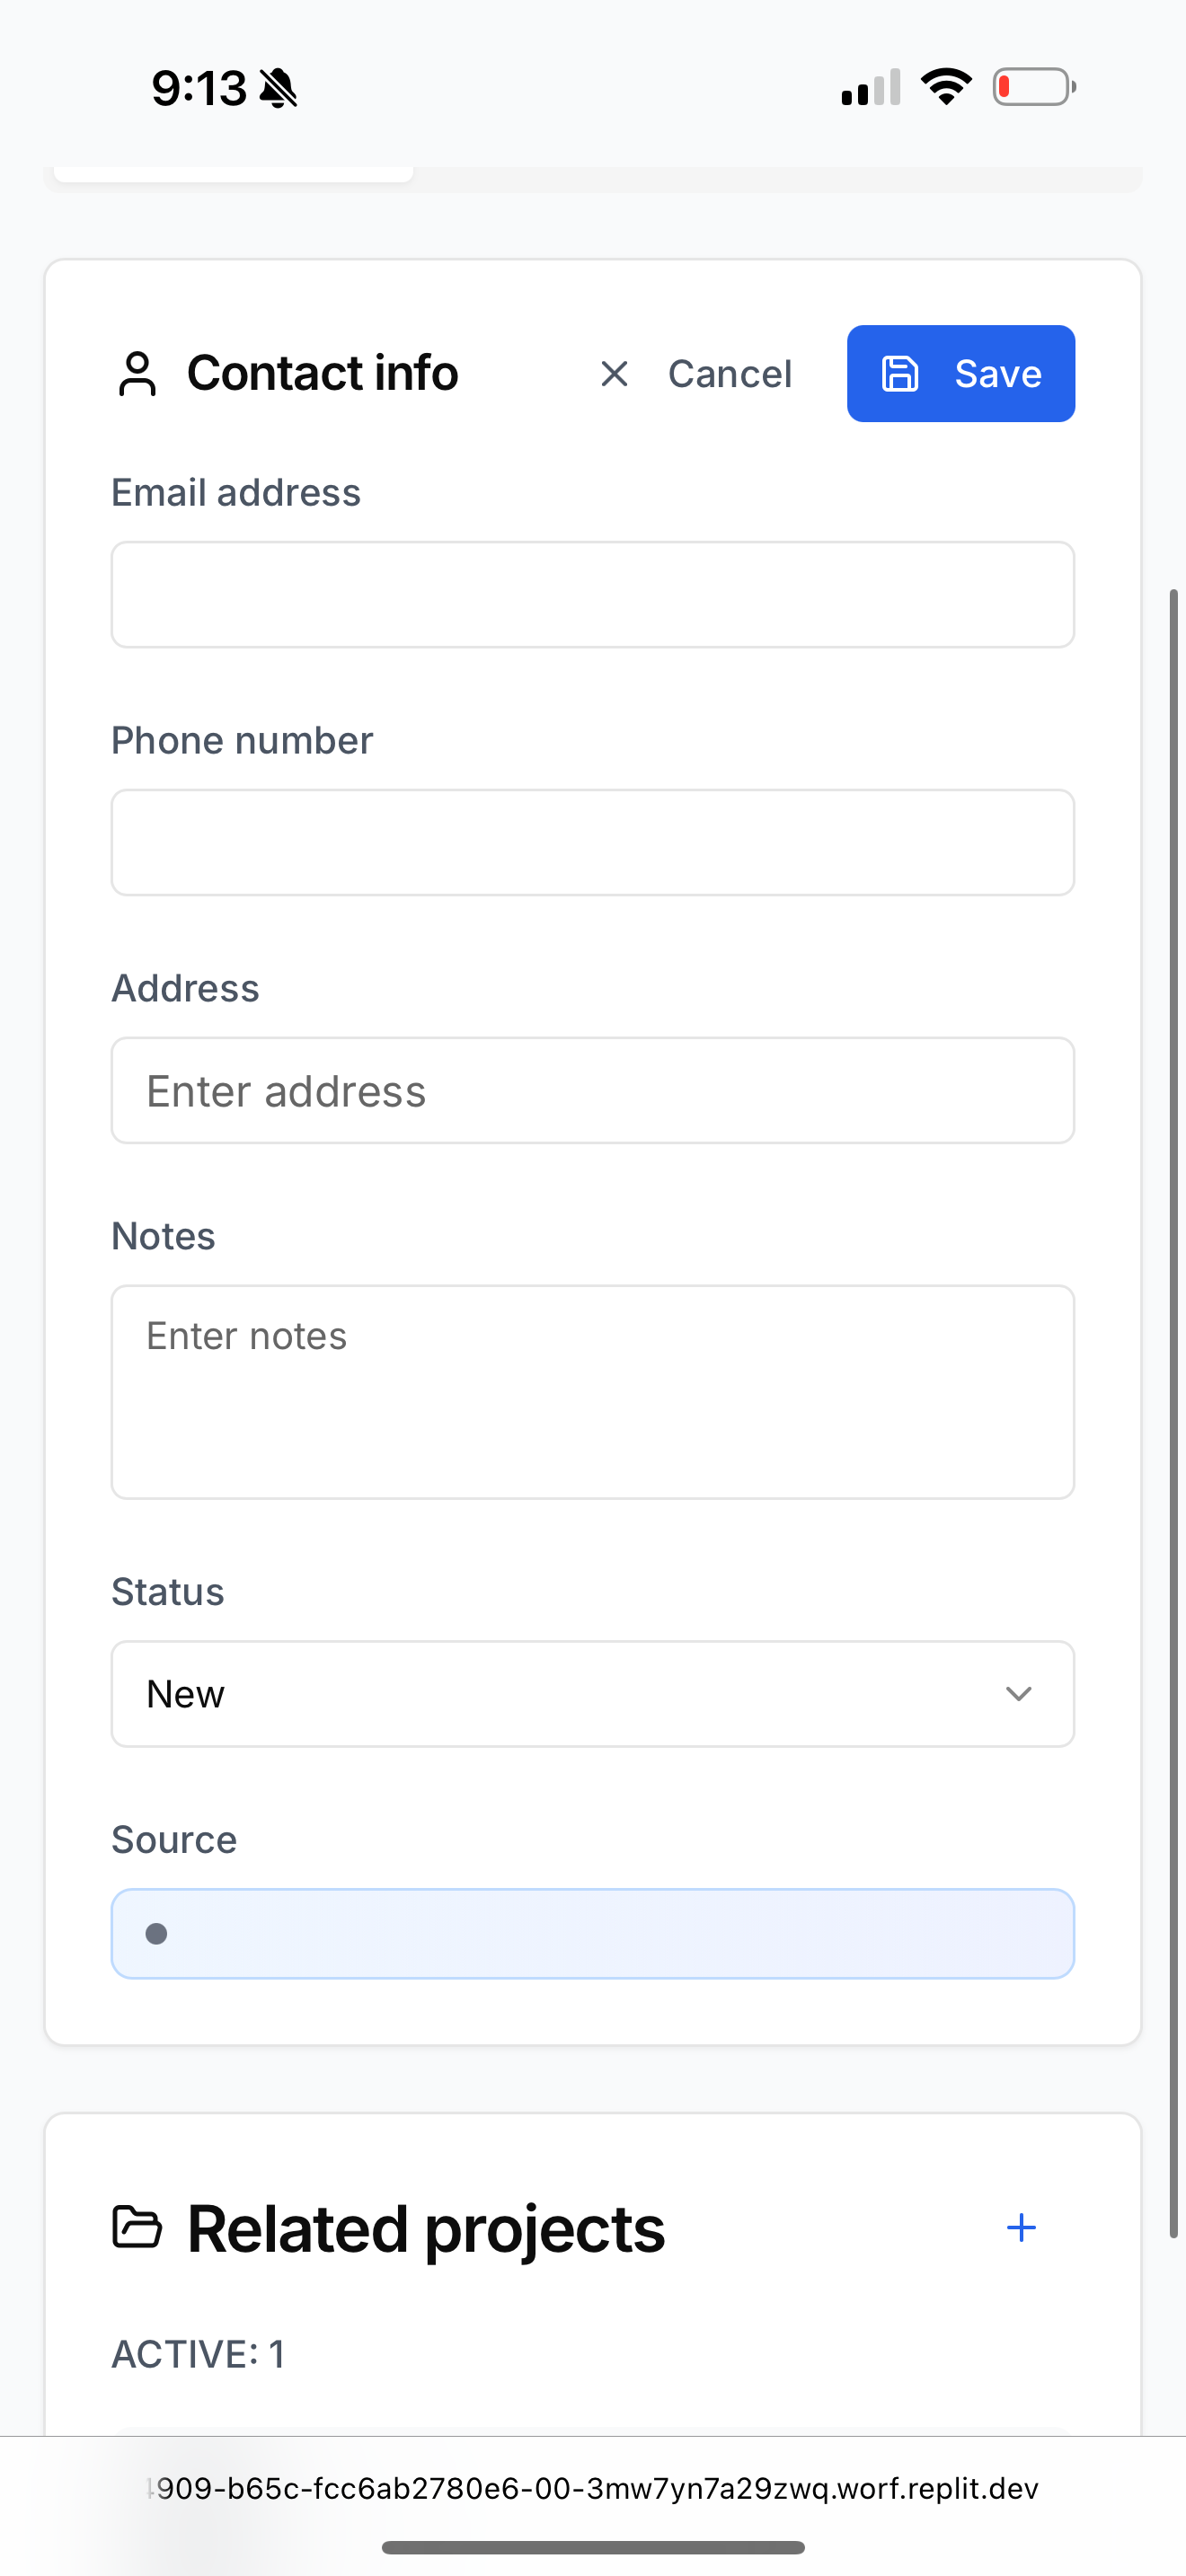 9:13
Contact info
Cancel
Save
Email address
Phone number
Address
Enter address
Notes
Enter notes
Status
New
Source
Related projects
ACTIVE: 1
909-b65c-fcc6ab2780e6-00-3mw7yn7a29zwq.worf.replit.dev